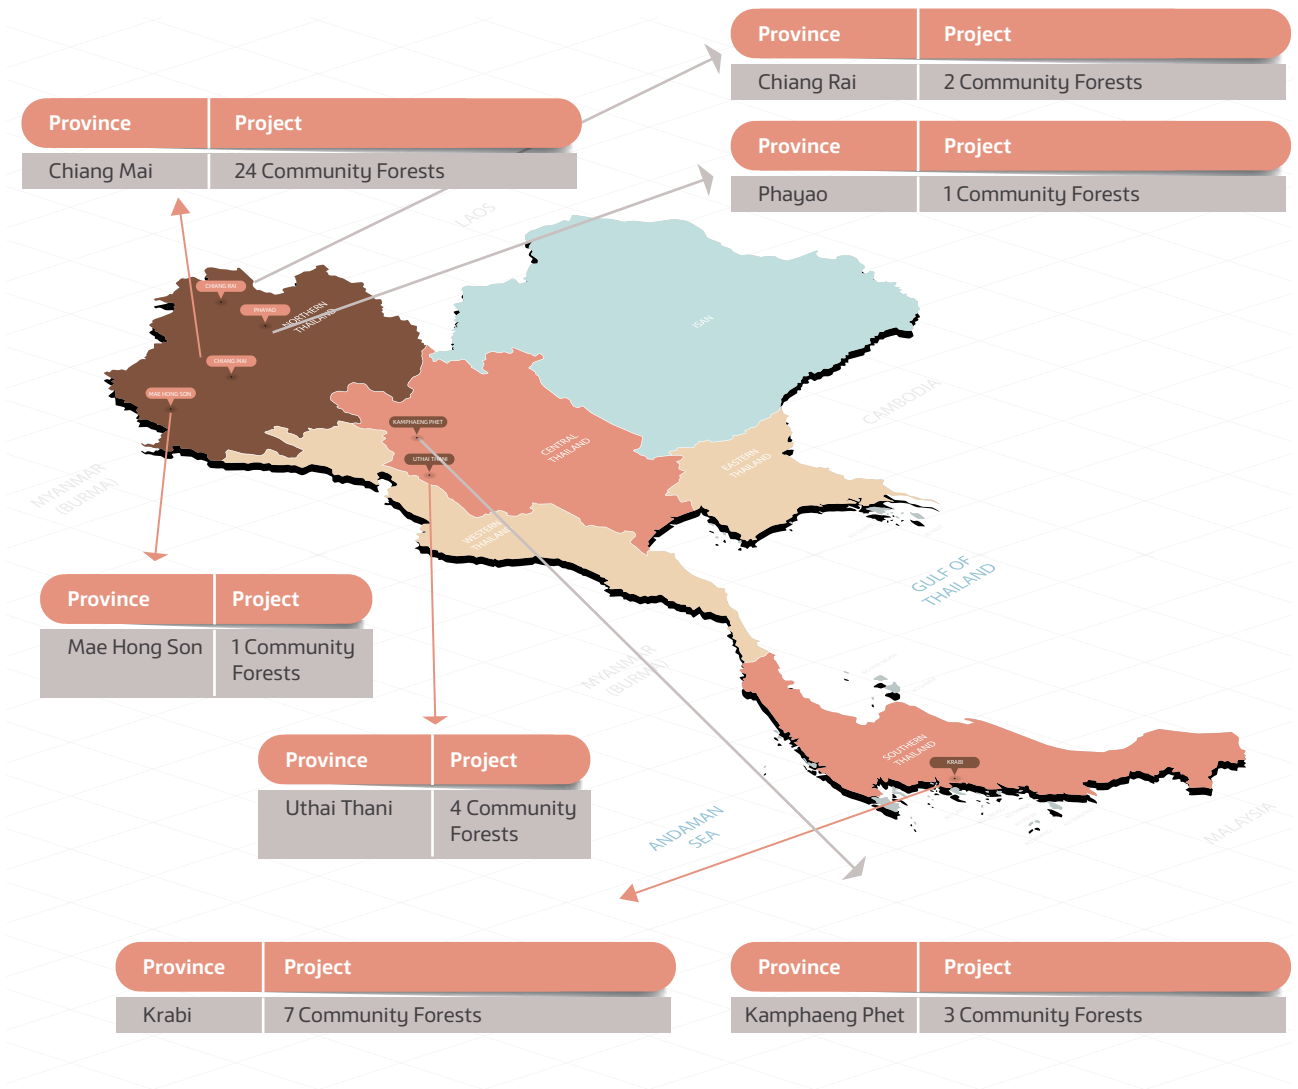 Province Project
Chiang Rai 2 Community Forests
Province Project
Chiang Mai 24 Community Forests
Province Project
Phayao 1 Community Forests
LAOS
CHIANG RAI
PHAYAO
NORTHERN
THAILAND
ISAN
CHIANG MAI
MAE HONG SON
CAMBODIA
KAMPHAENG PHET
CENTRAL
THAILAND
UTHAI THANI
EASTERN
THAILAND
MYANMAR
(BURMA)
WESTERN
THAILAND
GULF OF
THAILAND
Province Project
Mae Hong Son 1 Community
Forests
MYANMAR
(BURMA)
Province Project
Uthai Thani 4 Community
Forests
SOUTHERN
THAILAND
KRABI
ANDAMAN
SEA
MALAYSIA
Province Project
Krabi 7 Community Forests
Province Project
Kamphaeng Phet 3 Community Forests